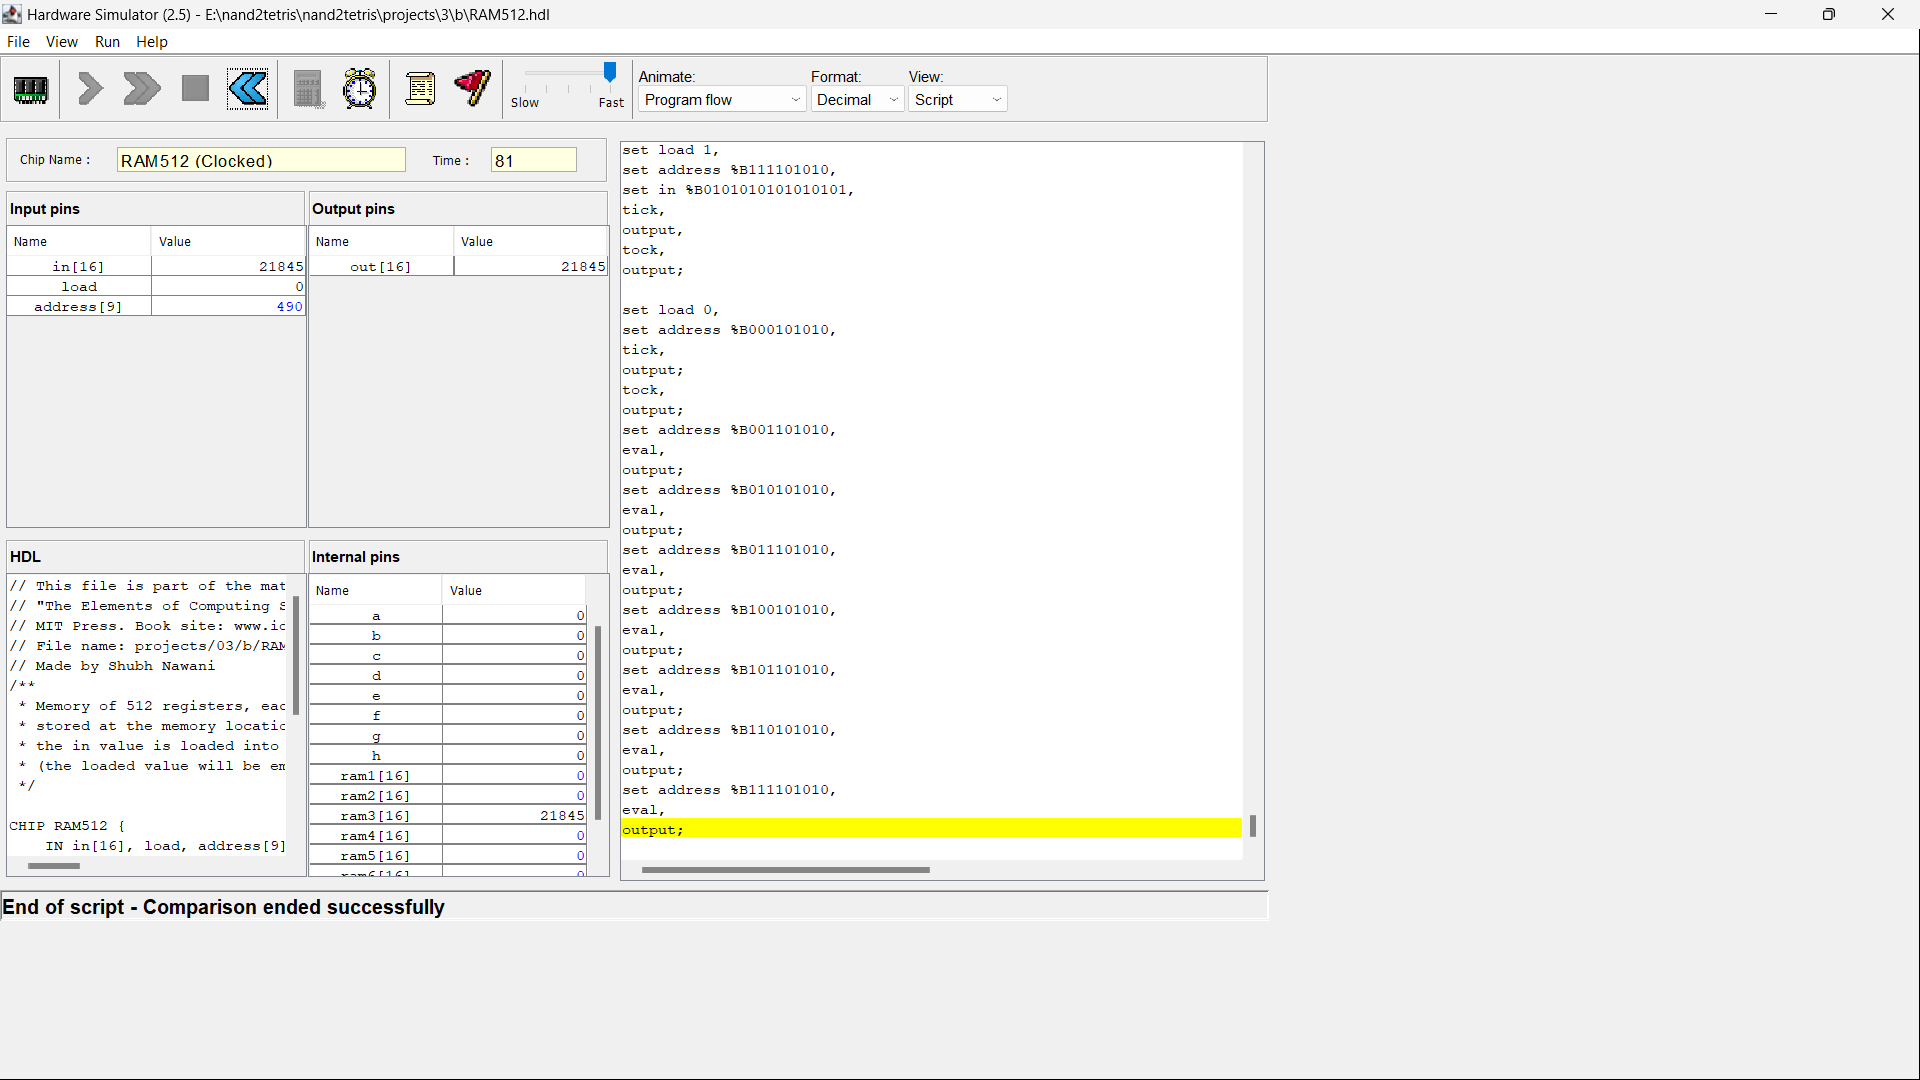 Hardware Simulator (2.5) - E:\nand2tetris\nand2tetris\projects\3\b\RAM512.hdl
File View Run Help
Slow Fast
Animate: Format: View:
Program flow Decimal Script
Chip Name : RAM512 (Clocked) Time : 81
Input pins
Name Value
in[16] 21845
load 0
address[9] 490
Output pins
Name Value
out[16] 21845
HDL
// This file is part of the mat
// "The Elements of Computing S
// MIT Press. Book site: www.id
// File name: projects/03/b/RAM
// Made by Shubh Nawani
/**
* Memory of 512 registers, eac
* stored at the memory locatio
* the in value is loaded into
* (the loaded value will be em
*/
CHIP RAM512 {
IN in[16], load, address[9]
Internal pins
Name Value
a 0
b 0
c 0
d 0
e 0
f 0
g 0
h 0
ram1[16] 0
ram2[16] 0
ram3[16] 21845
ram4[16] 0
ram5[16] 0
ram6[16] 0
set load 1,
set address %B111101010,
set in %B0101010101010101,
tick,
output,
tock,
output;
set load 0,
set address %B000101010,
tick,
output;
tock,
output;
set address %B001101010,
eval,
output;
set address %B010101010,
eval,
output;
set address %B011101010,
eval,
output;
set address %B100101010,
eval,
output;
set address %B101101010,
eval,
output;
set address %B110101010,
eval,
output;
set address %B111101010,
eval,
output;
End of script - Comparison ended successfully